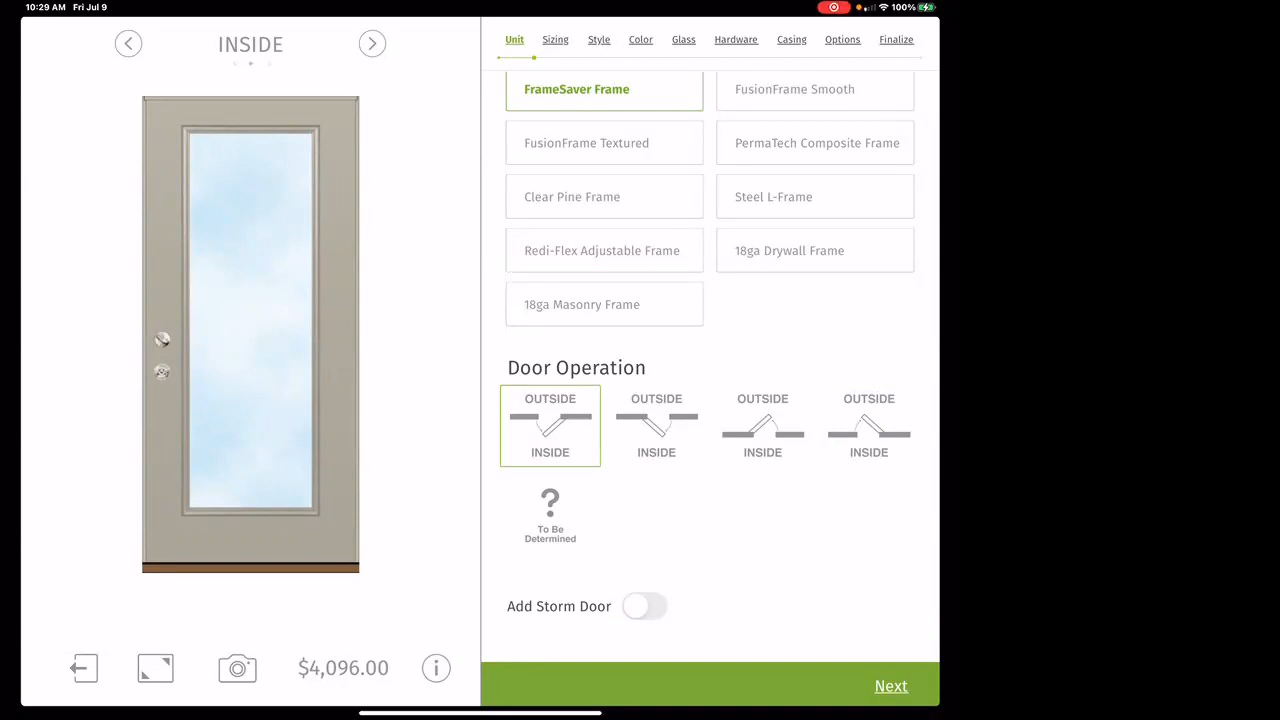 10:29 AM Fri Jul 9
100%
INSIDE
Unit Sizing Style Color Glass Hardware Casing Options Finalize
FrameSaver Frame
FusionFrame Smooth
FusionFrame Textured
PermaTech Composite Frame
Clear Pine Frame
Steel L-Frame
Redi-Flex Adjustable Frame
18ga Drywall Frame
18ga Masonry Frame
Door Operation
OUTSIDE OUTSIDE OUTSIDE OUTSIDE
INSIDE INSIDE INSIDE INSIDE
?
To Be
Determined
Add Storm Door
$4,096.00
Next